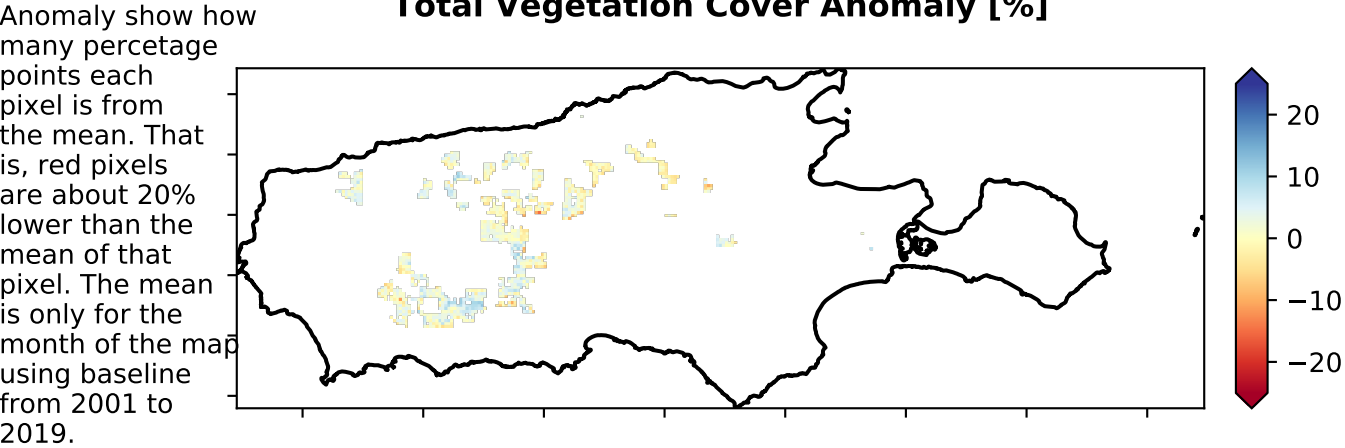 Total Vegetation Cover Anomaly [%]
Anomaly show how
many percetage
points each
pixel is from
the mean. That
is, red pixels
are about 20%
lower than the
mean of that
pixel. The mean
is only for the
month of the map
using baseline
from 2001 to
2019.
20
10
0
−10
−20